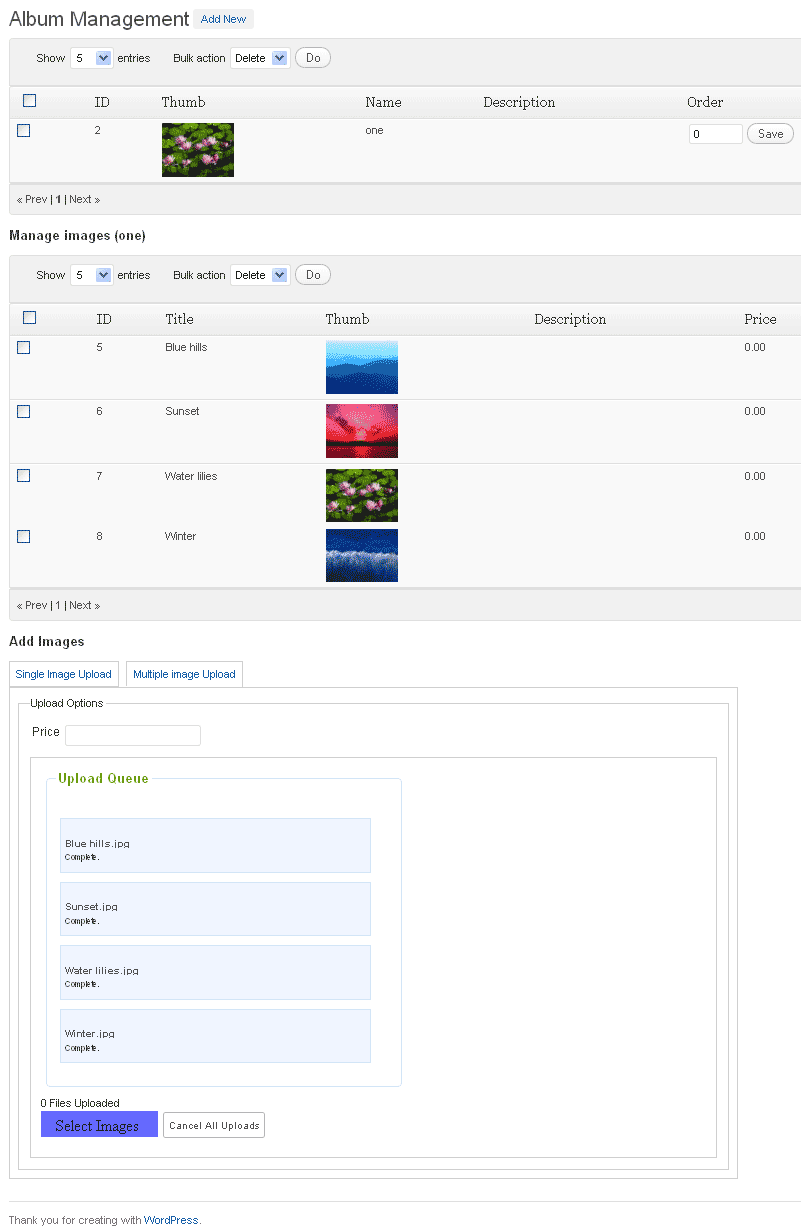 Album Management Add New
Show 5 entries Bulk action Delete Do
ID Thumb Name Description Order
2 one 0 Save
« Prev | 1 | Next »
Manage images (one)
Show 5 entries Bulk action Delete Do
ID Title Thumb Description Price
5 Blue hills 0.00
6 Sunset 0.00
7 Water lilies 0.00
8 Winter 0.00
« Prev | 1 | Next »
Add Images
Single Image Upload Multiple image Upload
Upload Options
Price
Upload Queue
Blue hills.jpg
Complete.
Sunset.jpg
Complete.
Water lilies.jpg
Complete.
Winter.jpg
Complete.
0 Files Uploaded
Select Images Cancel All Uploads
Thank you for creating with WordPress.